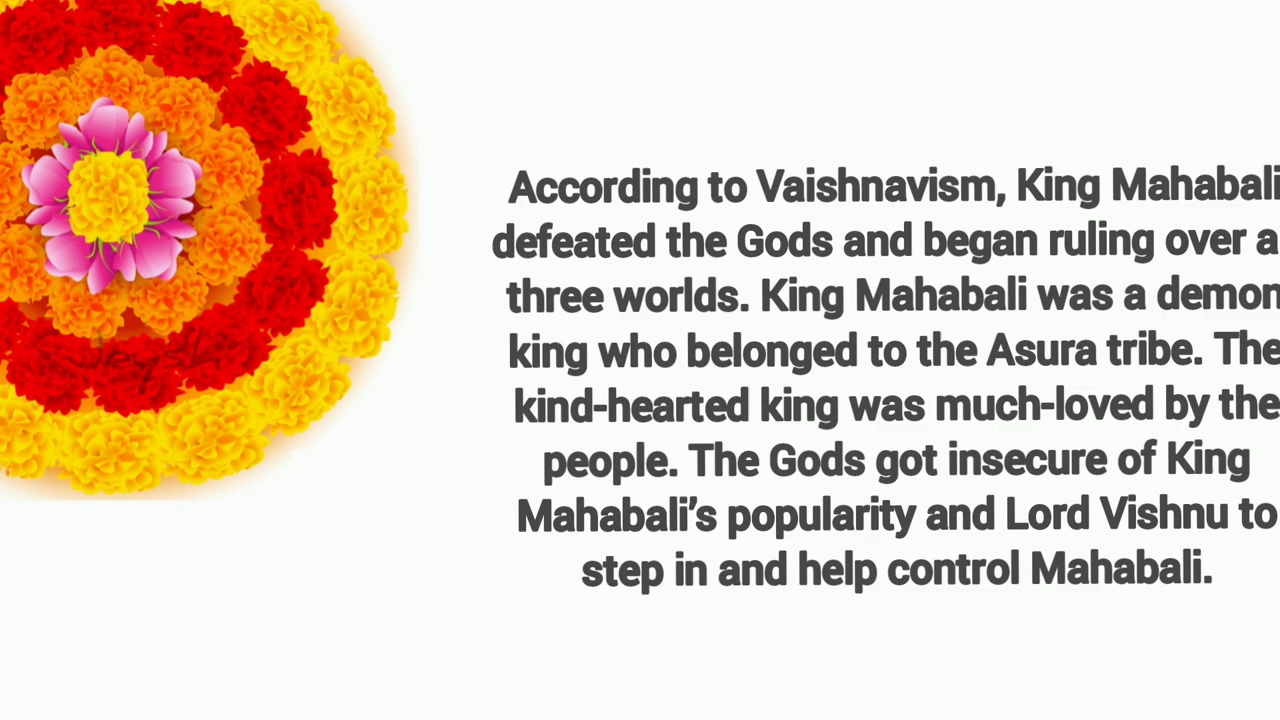 According to Vaishnavism, King Mahabali
defeated the Gods and began ruling over a
three worlds. King Mahabali was a demon
king who belonged to the Asura tribe. The
kind-hearted king was much-loved by the
people. The Gods got insecure of King
Mahabali’s popularity and Lord Vishnu to
step in and help control Mahabali.